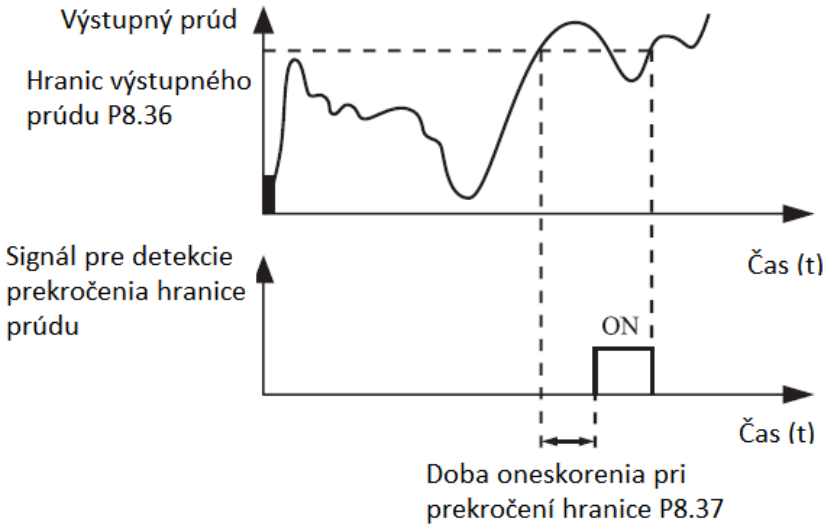 Výstupný prúd
Hranic výstupného
prúdu P8.36
Čas (t)
Signál pre detekcie
prekročenia hranice
prúdu
ON
Čas (t)
Doba oneskorenia pri
prekročení hranice P8.37